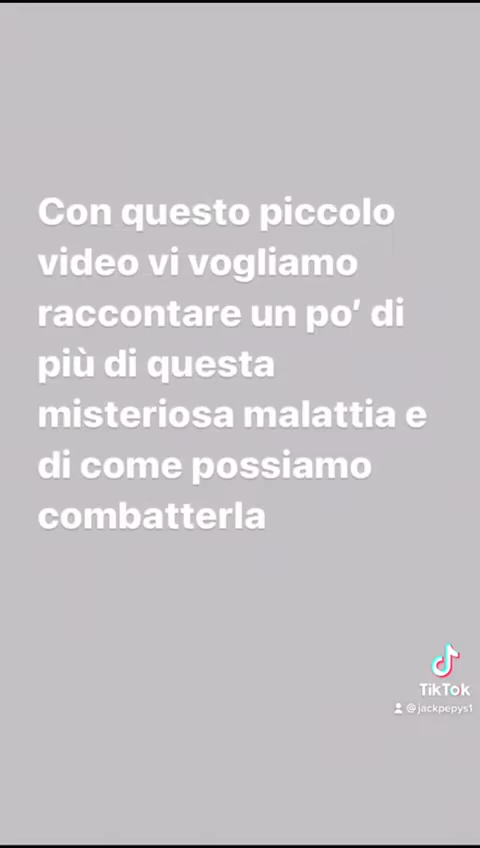 Con questo piccolo
video vi vogliamo
raccontare un po' di
più di questa
misteriosa malattia e
di come possiamo
combatterla
TikTok
@jackpepys1